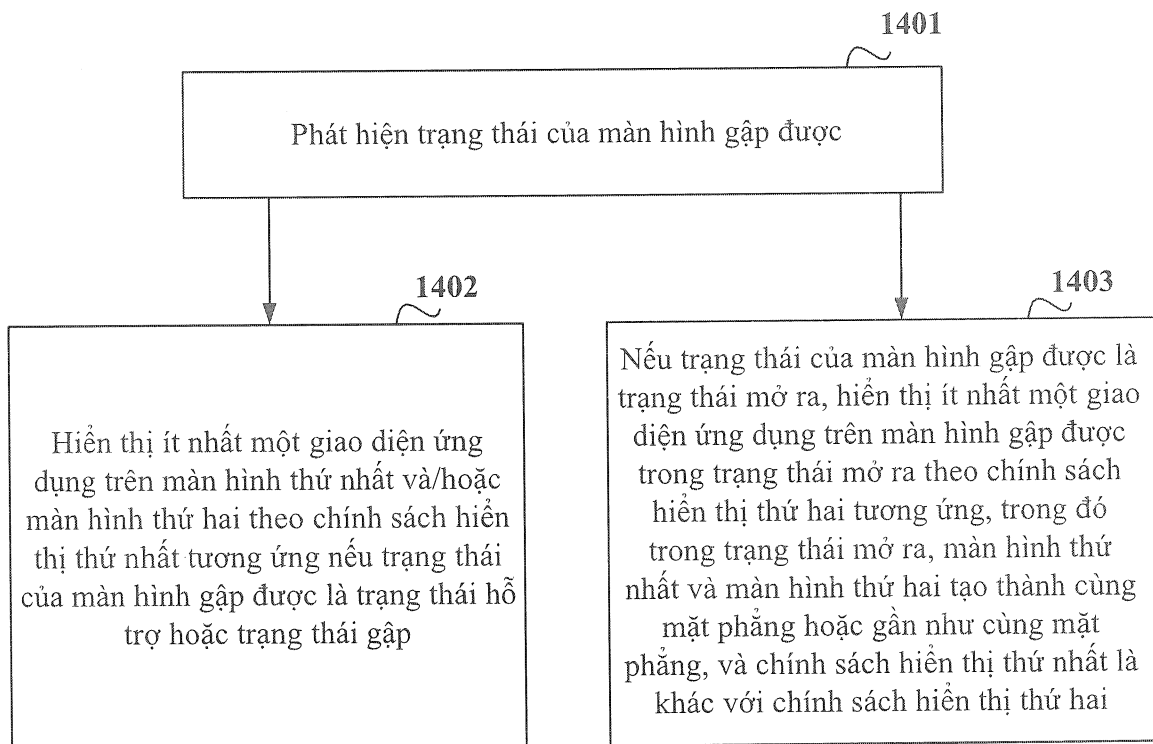 1401
Phát hiện trạng thái của màn hình gập được
1402
Hiển thị ít nhất một giao diện ứng
dụng trên màn hình thứ nhất và/hoặc
màn hình thứ hai theo chính sách hiển
thị thứ nhất tương ứng nếu trạng thái
của màn hình gập được là trạng thái hỗ
trợ hoặc trạng thái gập
1403
Nếu trạng thái của màn hình gập được là
trạng thái mở ra, hiển thị ít nhất một giao
diện ứng dụng trên màn hình gập được
trong trạng thái mở ra theo chính sách
hiển thị thứ hai tương ứng, trong đó
trong trạng thái mở ra, màn hình thứ
nhất và màn hình thứ hai tạo thành cùng
mặt phẳng hoặc gần như cùng mặt
phẳng, và chính sách hiển thị thứ nhất là
khác với chính sách hiển thị thứ hai